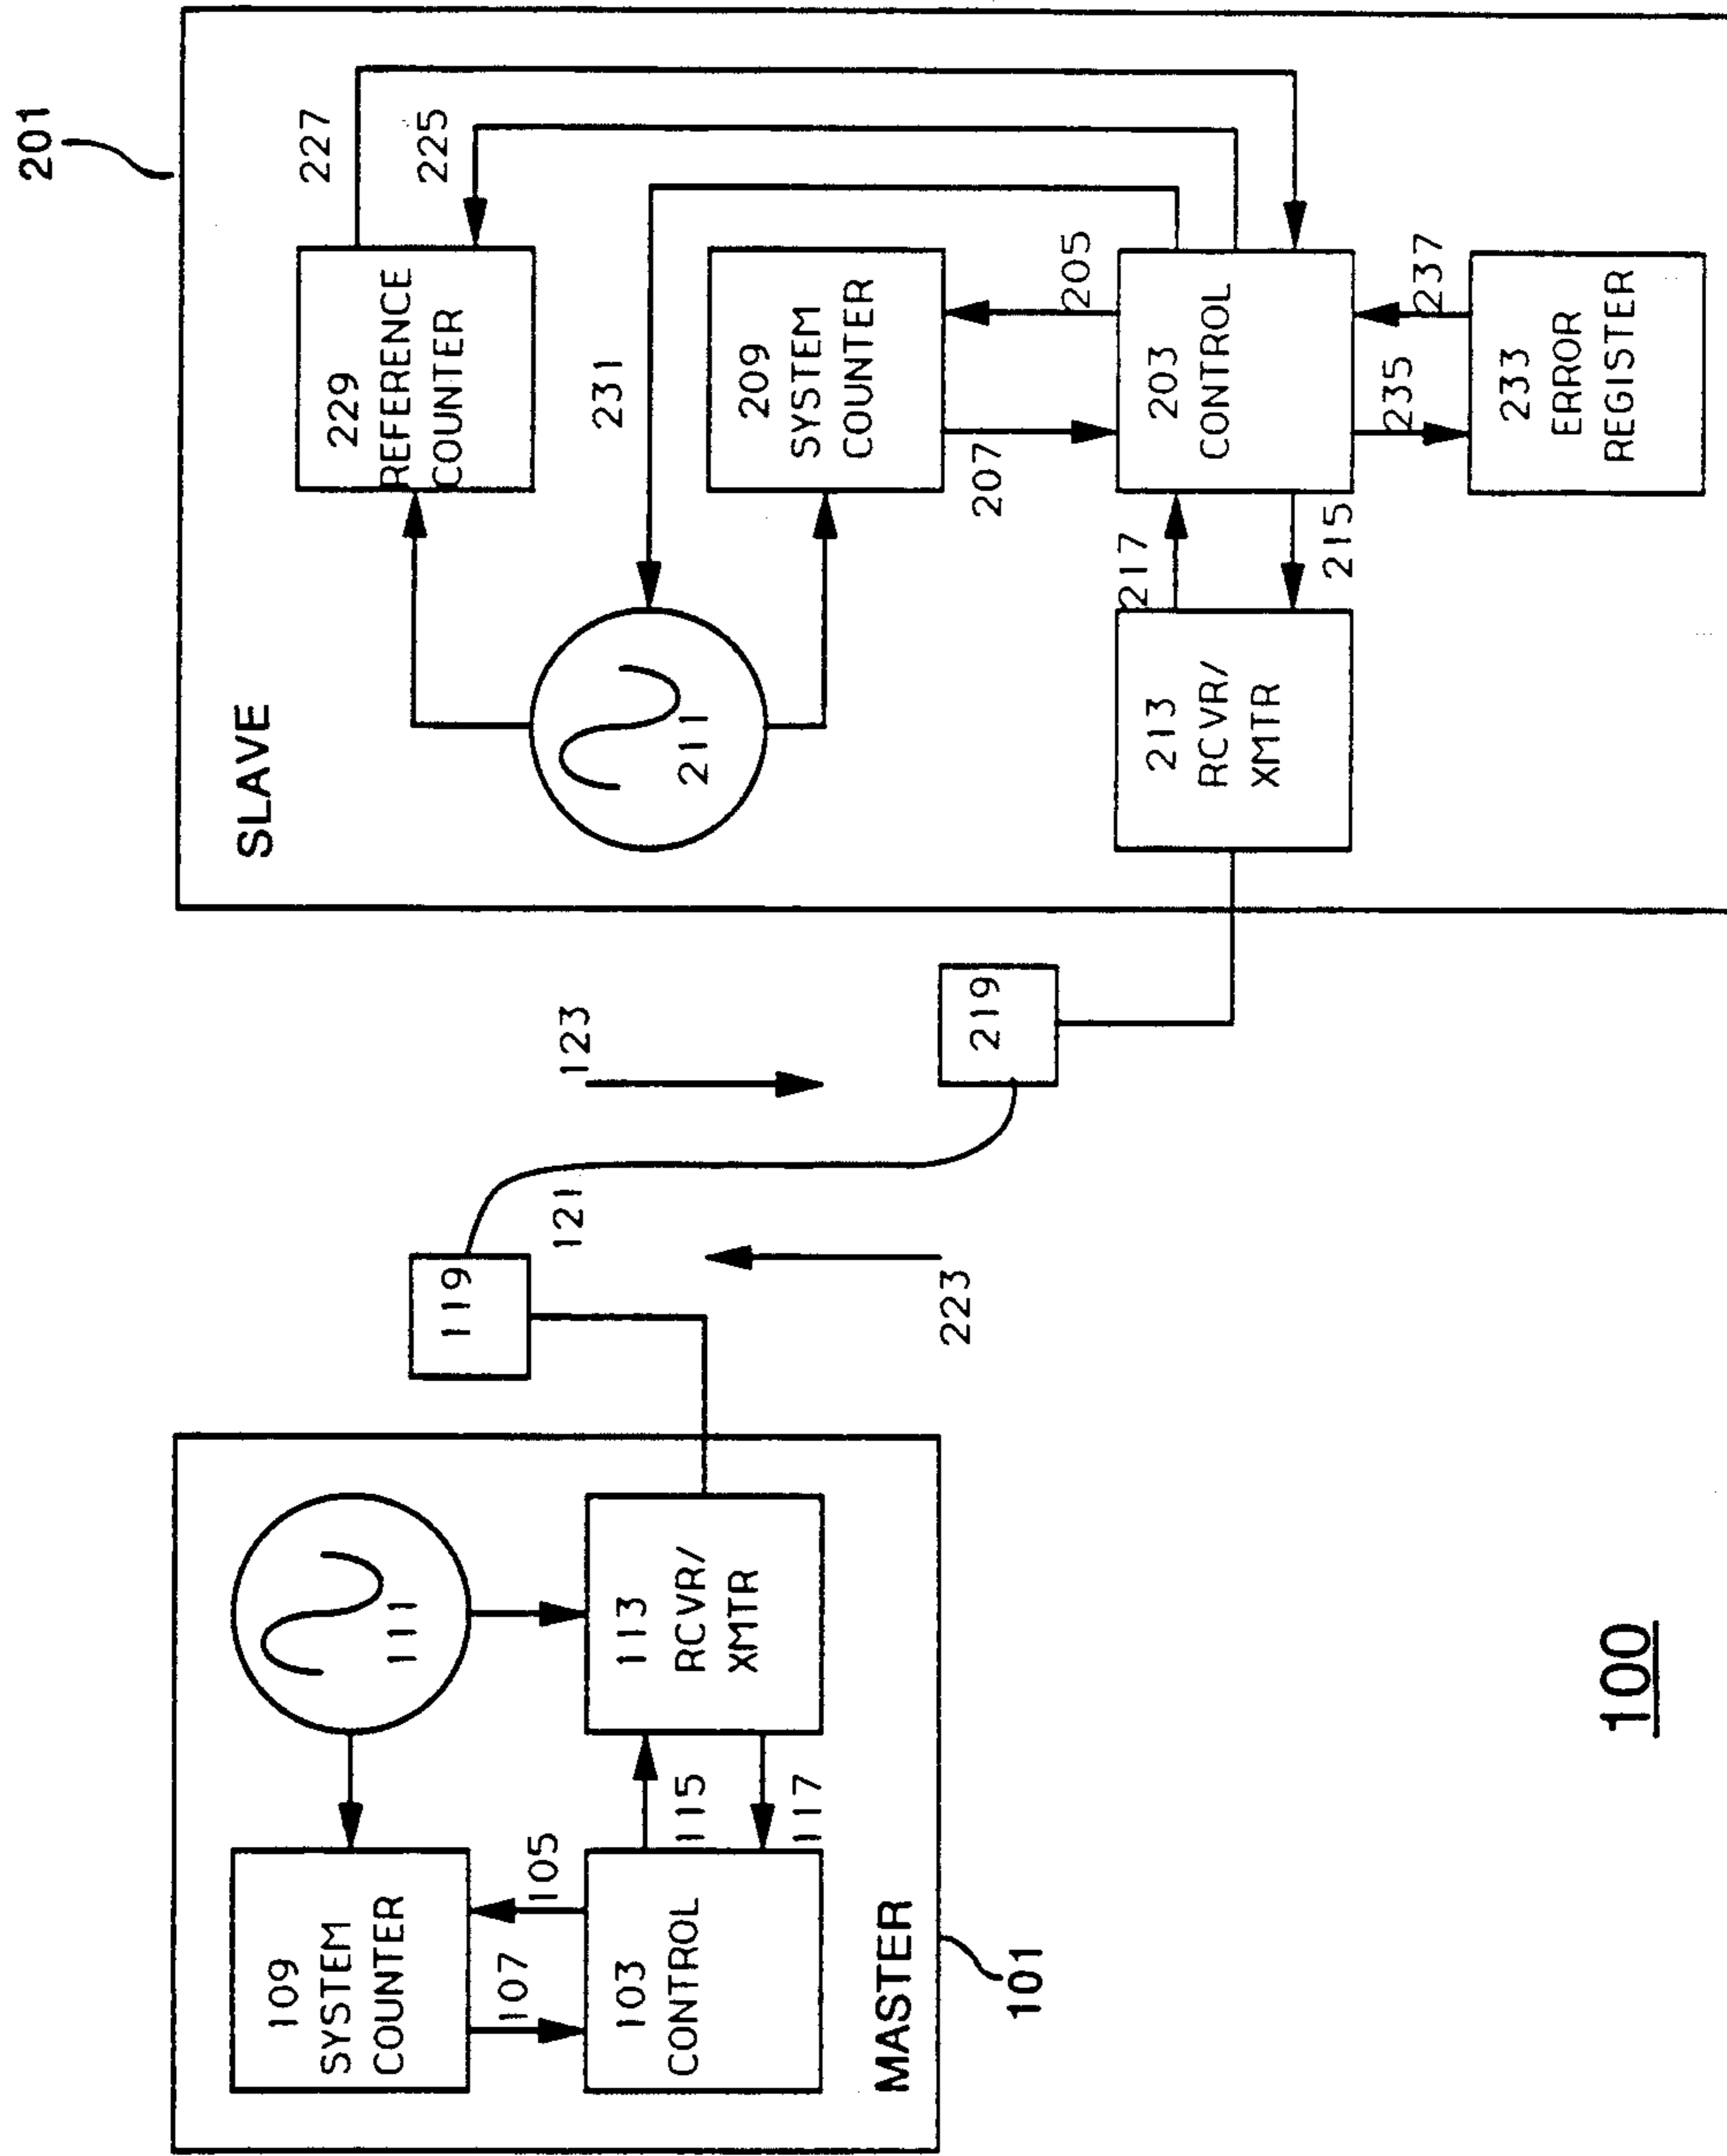 201
SLAVE
227
225
229
REFERENCE
COUNTER
231
211
209
SYSTEM
COUNTER
207
205
217
213
RCVR/
XMTR
215
203
CONTROL
235
237
233
ERROR
REGISTER
123
219
121
119
223
109
SYSTEM
COUNTER
111
107
105
103
CONTROL
115
117
113
RCVR/
XMTR
MASTER
101
100